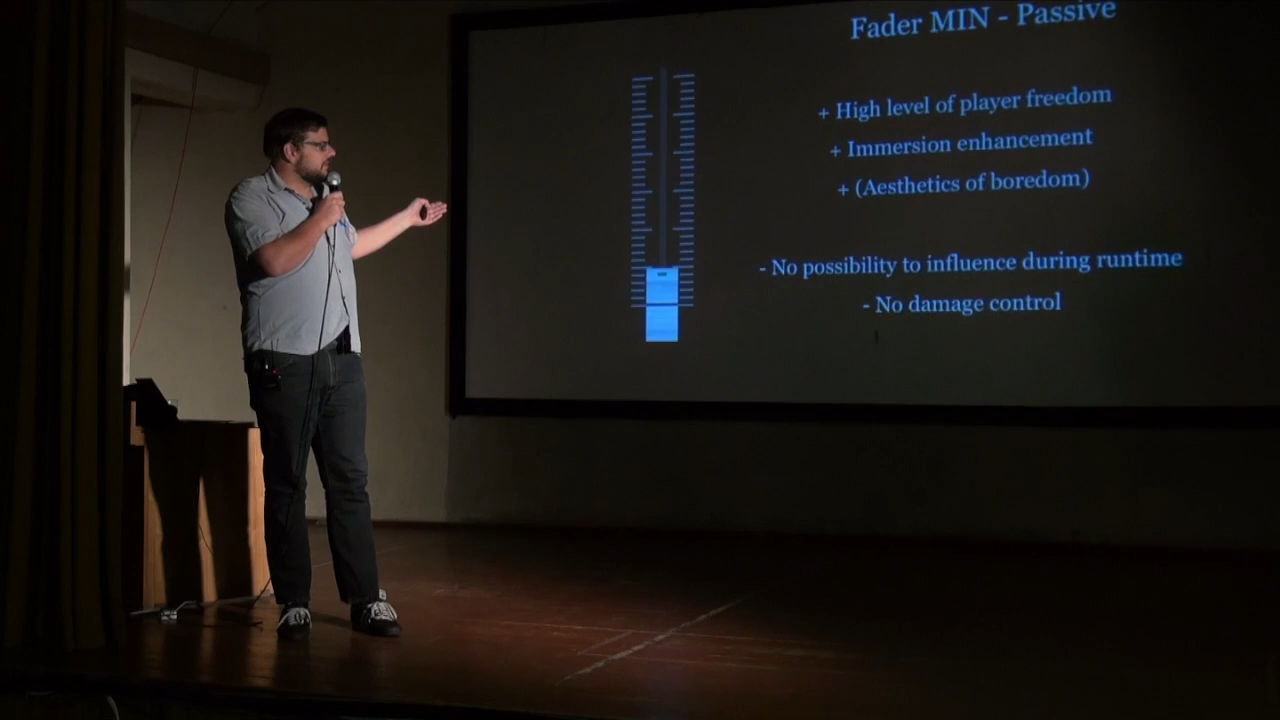 Fader MIN - Passive
+ High level of player freedom
+ Immersion enhancement
+ (Aesthetics of boredom)
- No possibility to influence during runtime
- No damage control